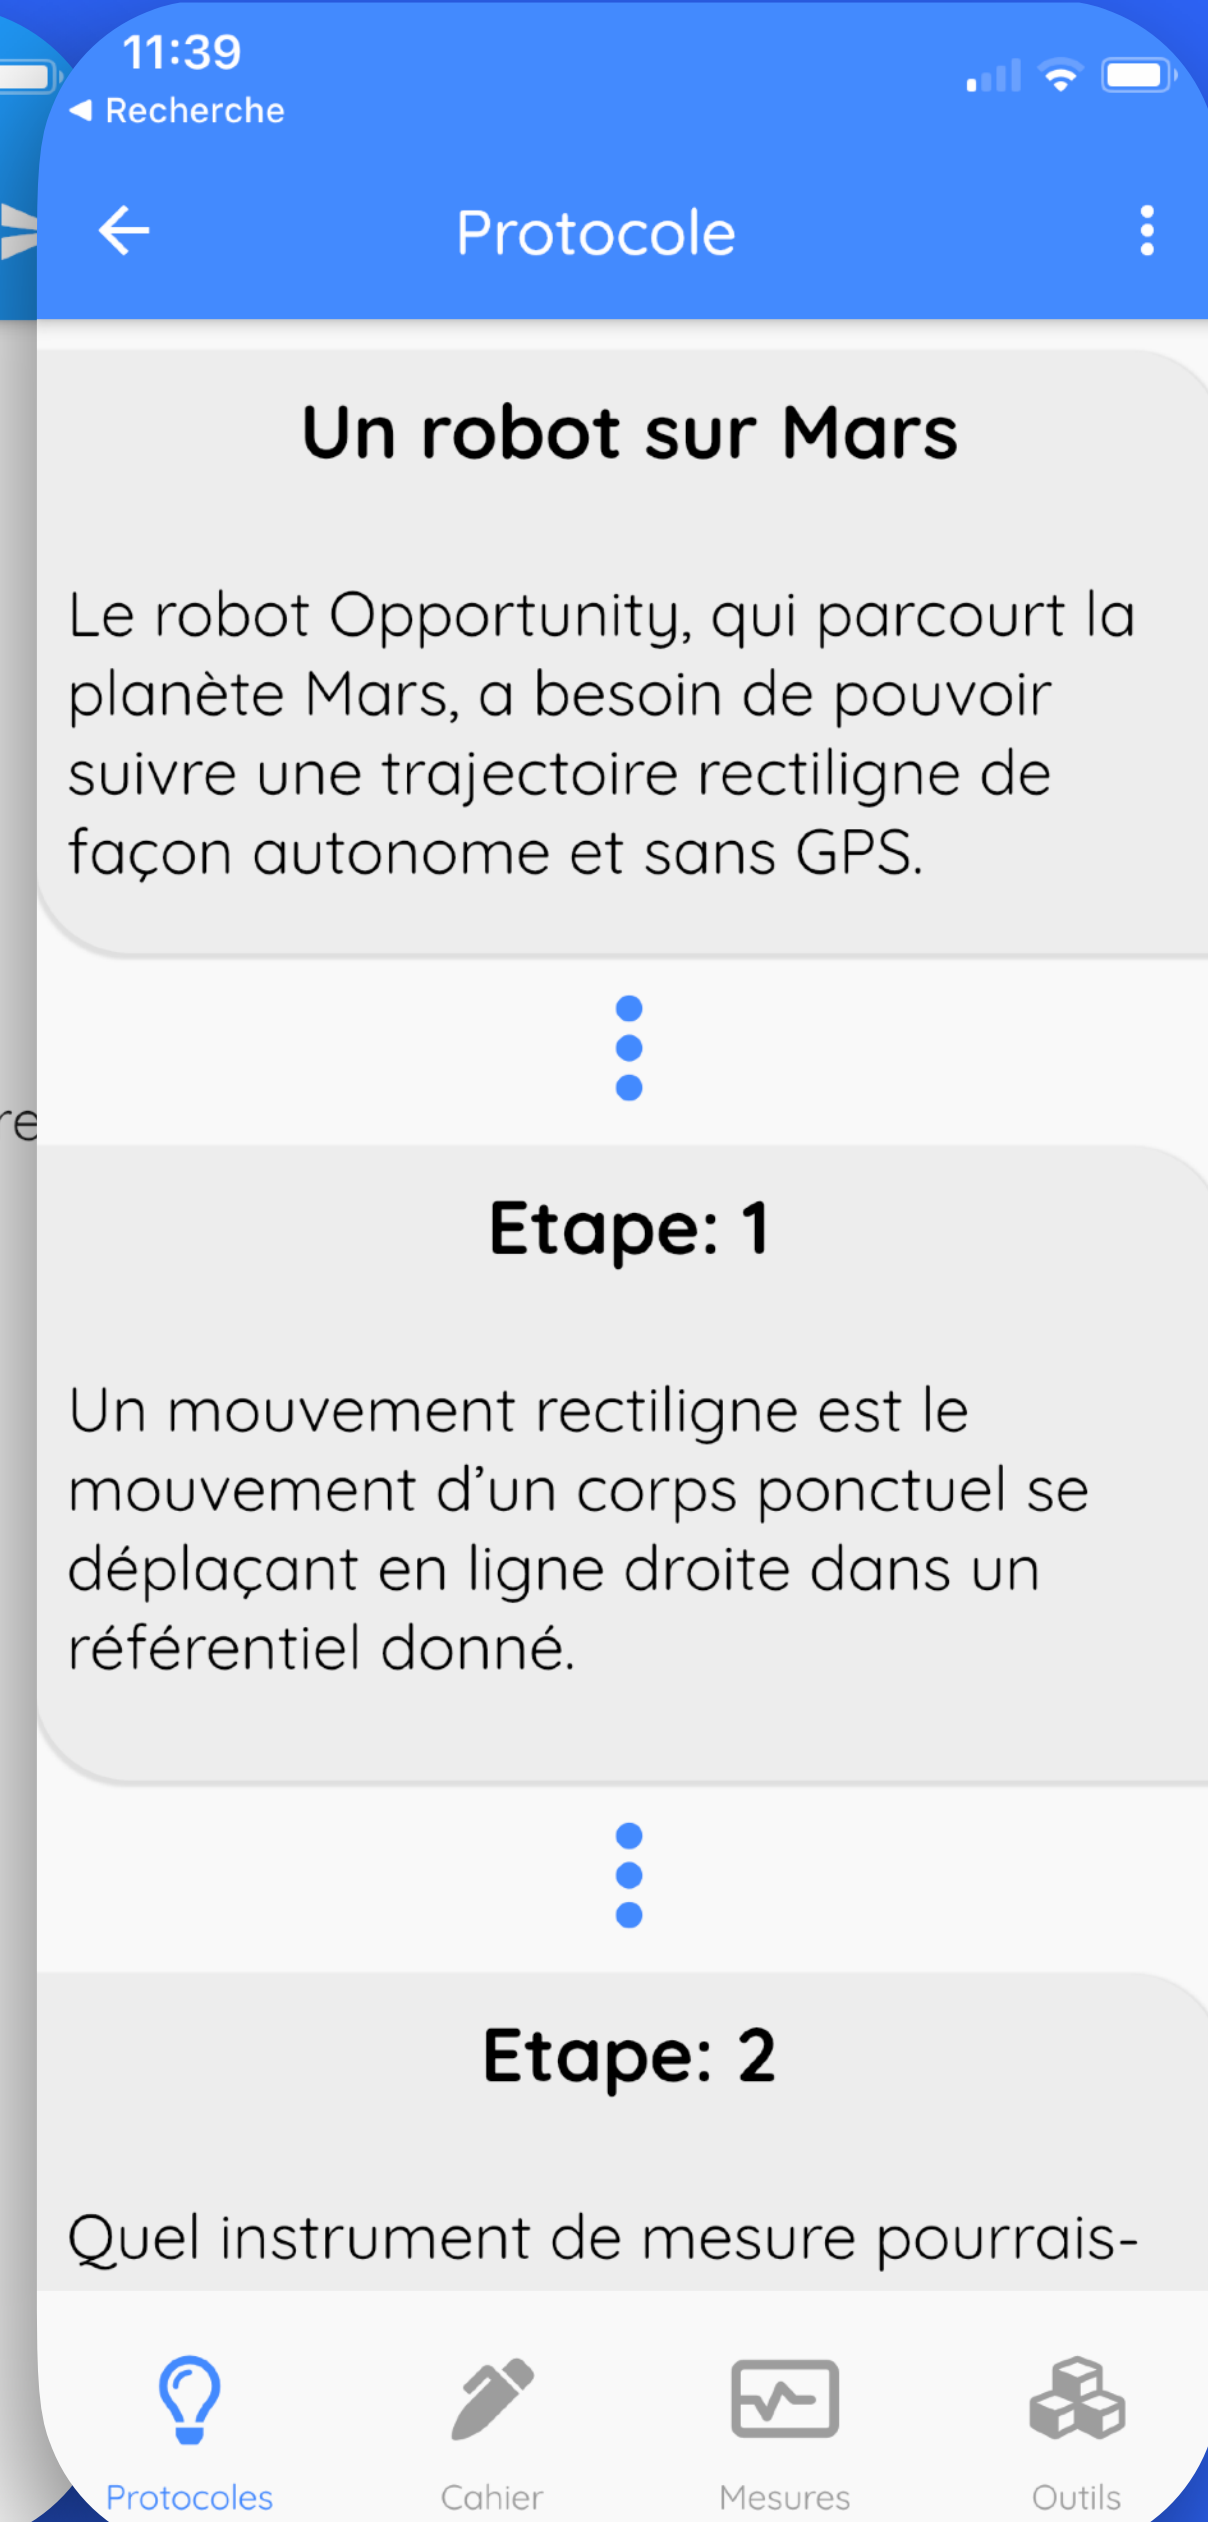 11:39
Recherche
Protocole
Un robot sur Mars
Le robot Opportunity, qui parcourt la
planète Mars, a besoin de pouvoir
suivre une trajectoire rectiligne de
façon autonome et sans GPS.
re
Etape: 1
Un mouvement rectiligne est le
mouvement d’un corps ponctuel se
déplaçant en ligne droite dans un
référentiel donné.
Etape: 2
Quel instrument de mesure pourrais-
Protocoles
Cahier
Mesures
Outils